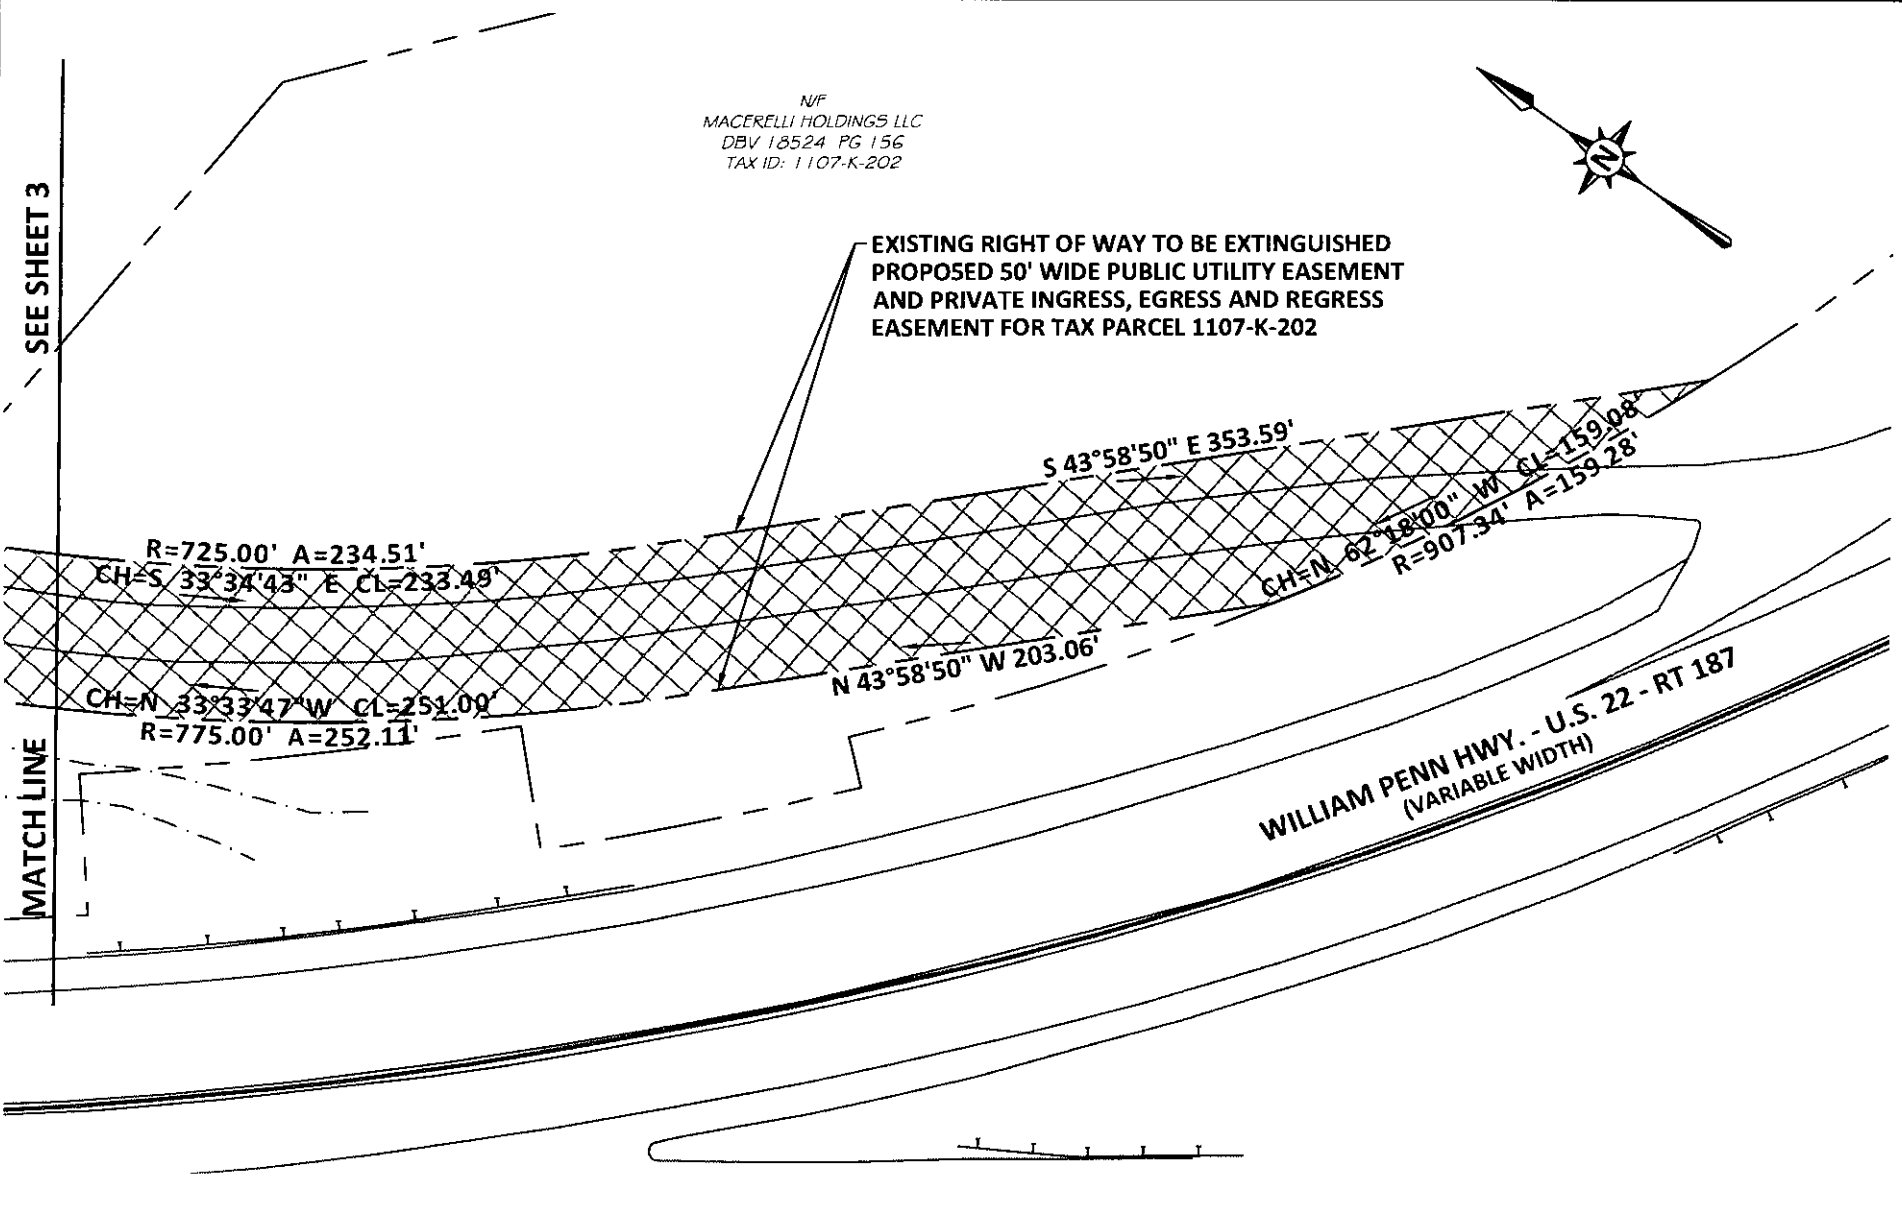 N/F
MACERELLI HOLDINGS LLC
DBV 18524 PG 156
TAX ID: 1107-K-202
N
SEE SHEET 3
EXISTING RIGHT OF WAY TO BE EXTINGUISHED
PROPOSED 50' WIDE PUBLIC UTILITY EASEMENT
AND PRIVATE INGRESS, EGRESS AND REGRESS
EASEMENT FOR TAX PARCEL 1107-K-202
S 43°58'50" E 353.59'
CH=N 62°18'00" W CL=159.08'
R=907.34' A=159.28'
R=725.00' A=234.51'
CH=S 33°34'43" E CL=233.49'
N 43°58'50" W 203.06'
CH=N 33°33'47"W CL=251.00'
R=775.00' A=252.11'
MATCH LINE
WILLIAM PENN HWY. - U.S. 22 - RT 187
(VARIABLE WIDTH)